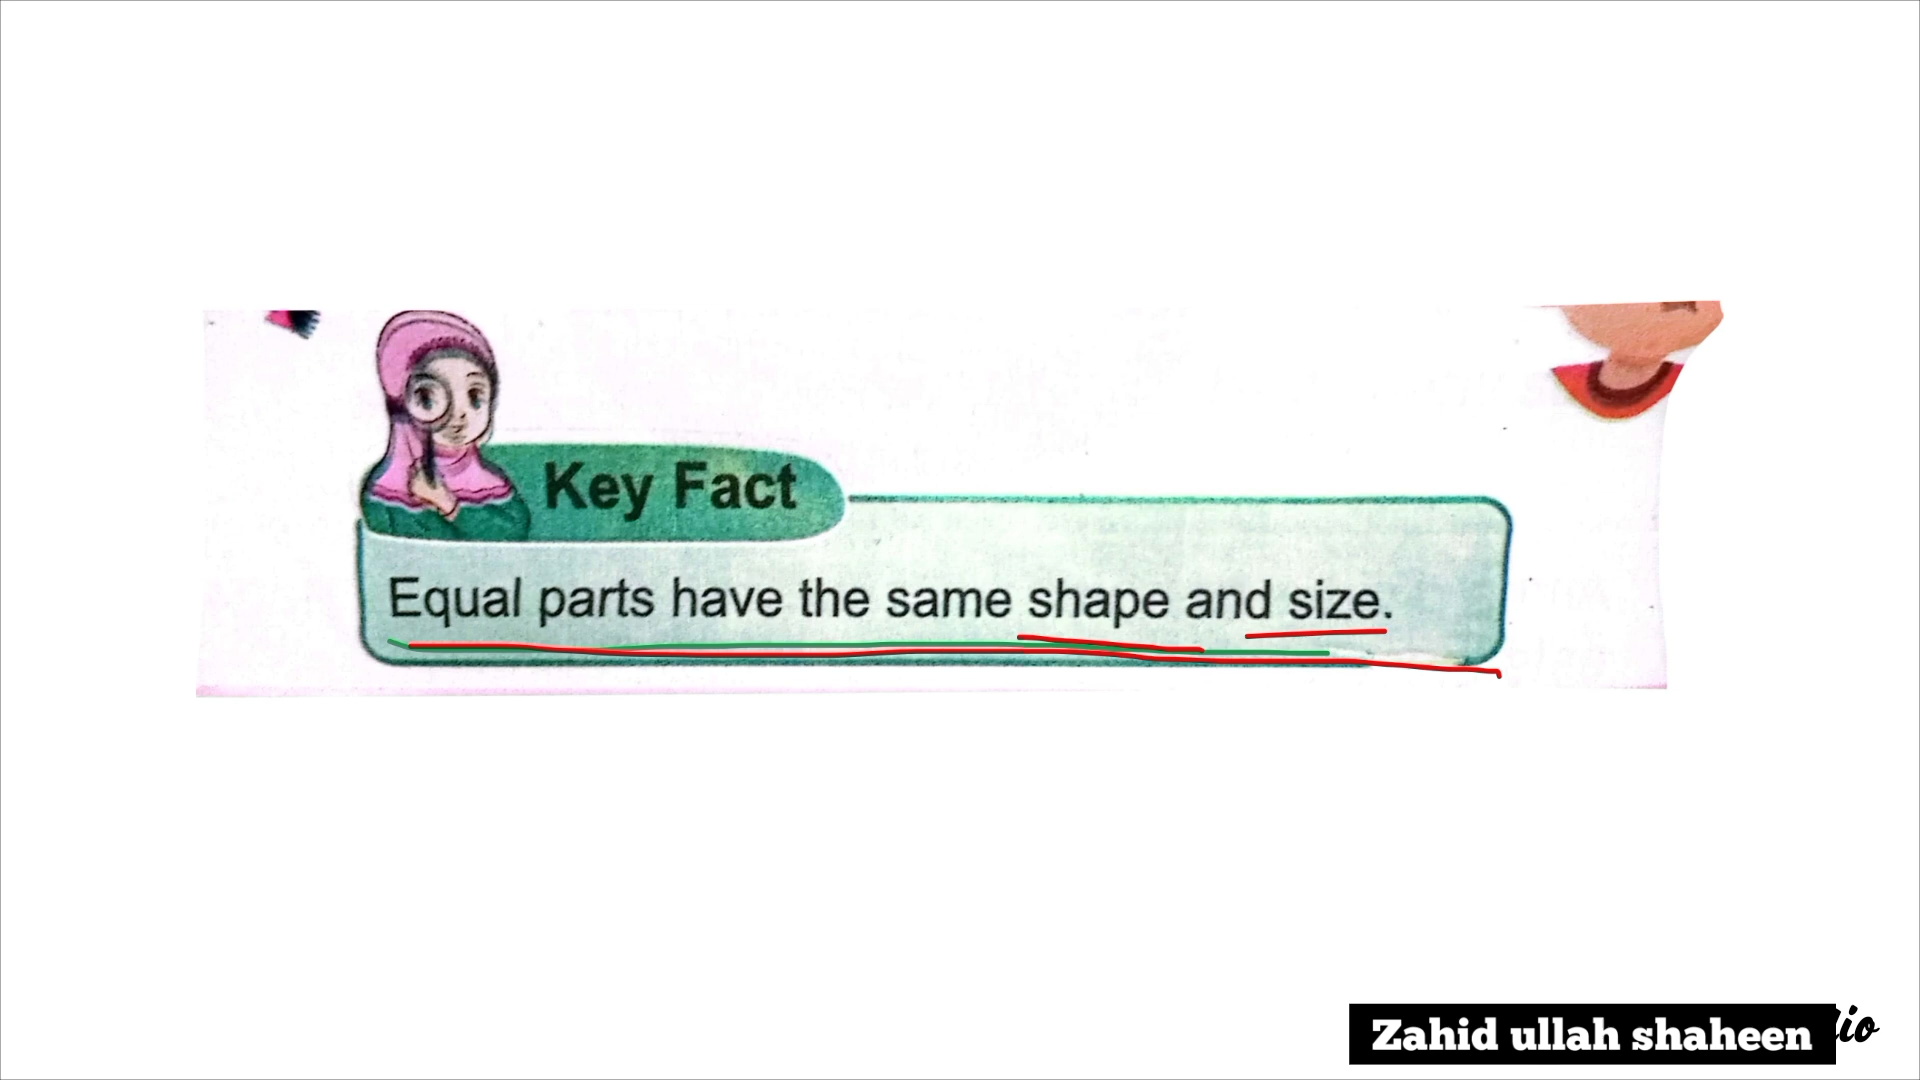 Key Fact
Equal parts have the same shape and size.
Zahid ullah shaheen